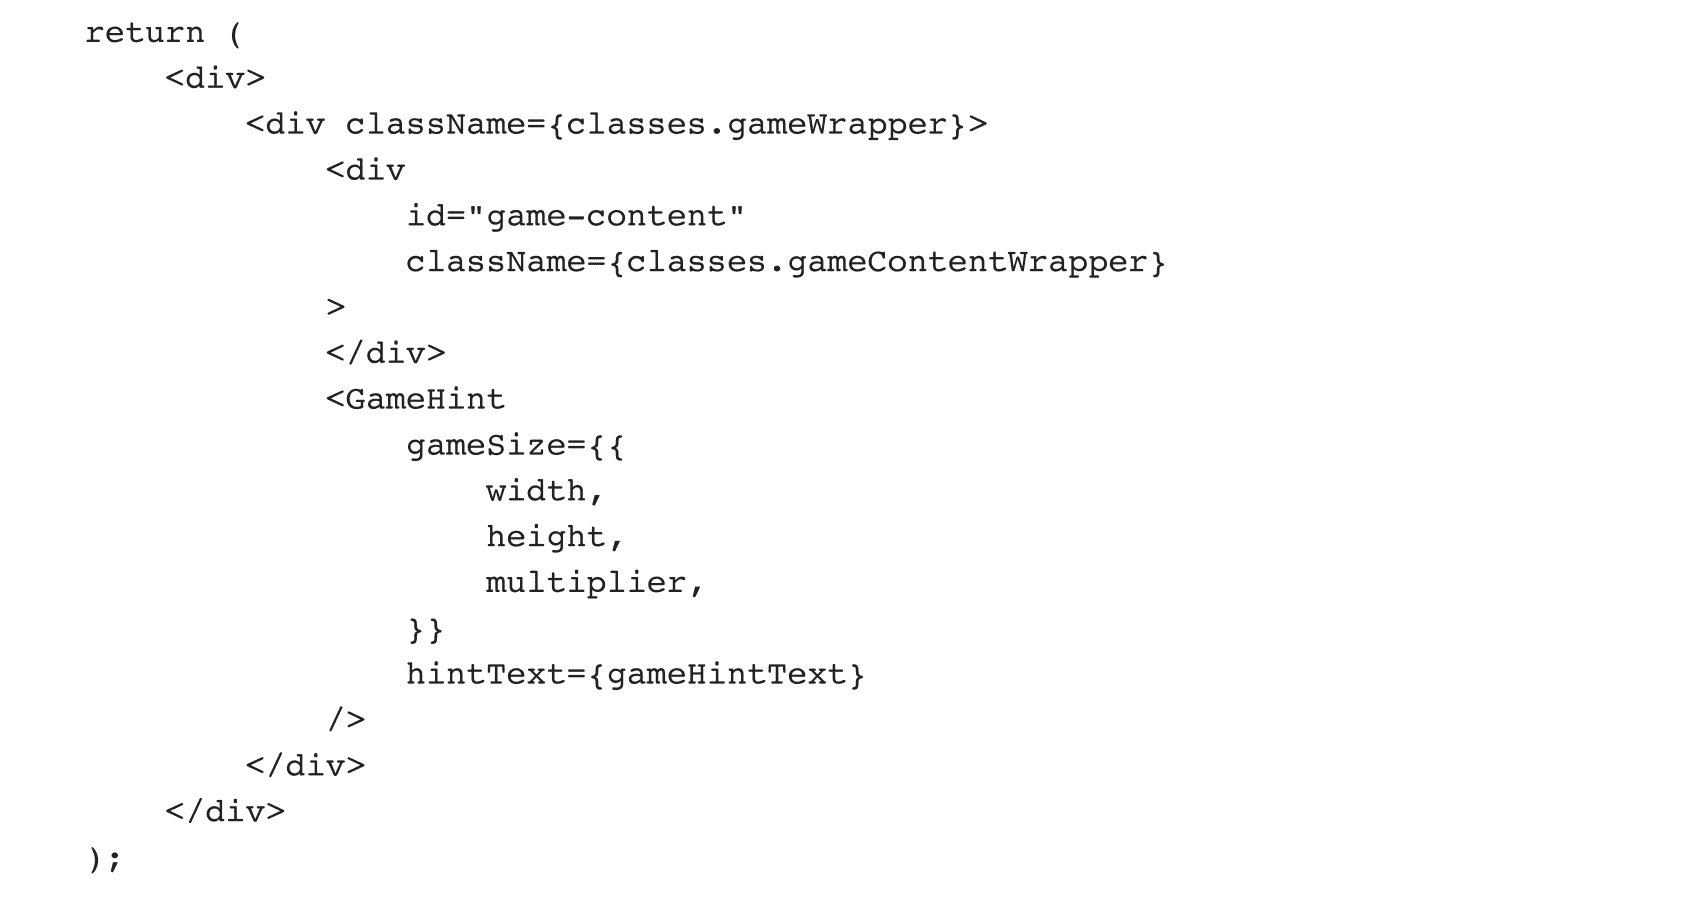 return (
    <div>
        <div className={classes.gameWrapper}>
            <div
                id="game-content"
                className={classes.gameContentWrapper}
            >
            </div>
            <GameHint
                gameSize={{
                    width,
                    height,
                    multiplier,
                }}
                hintText={gameHintText}
            />
        </div>
    </div>
);